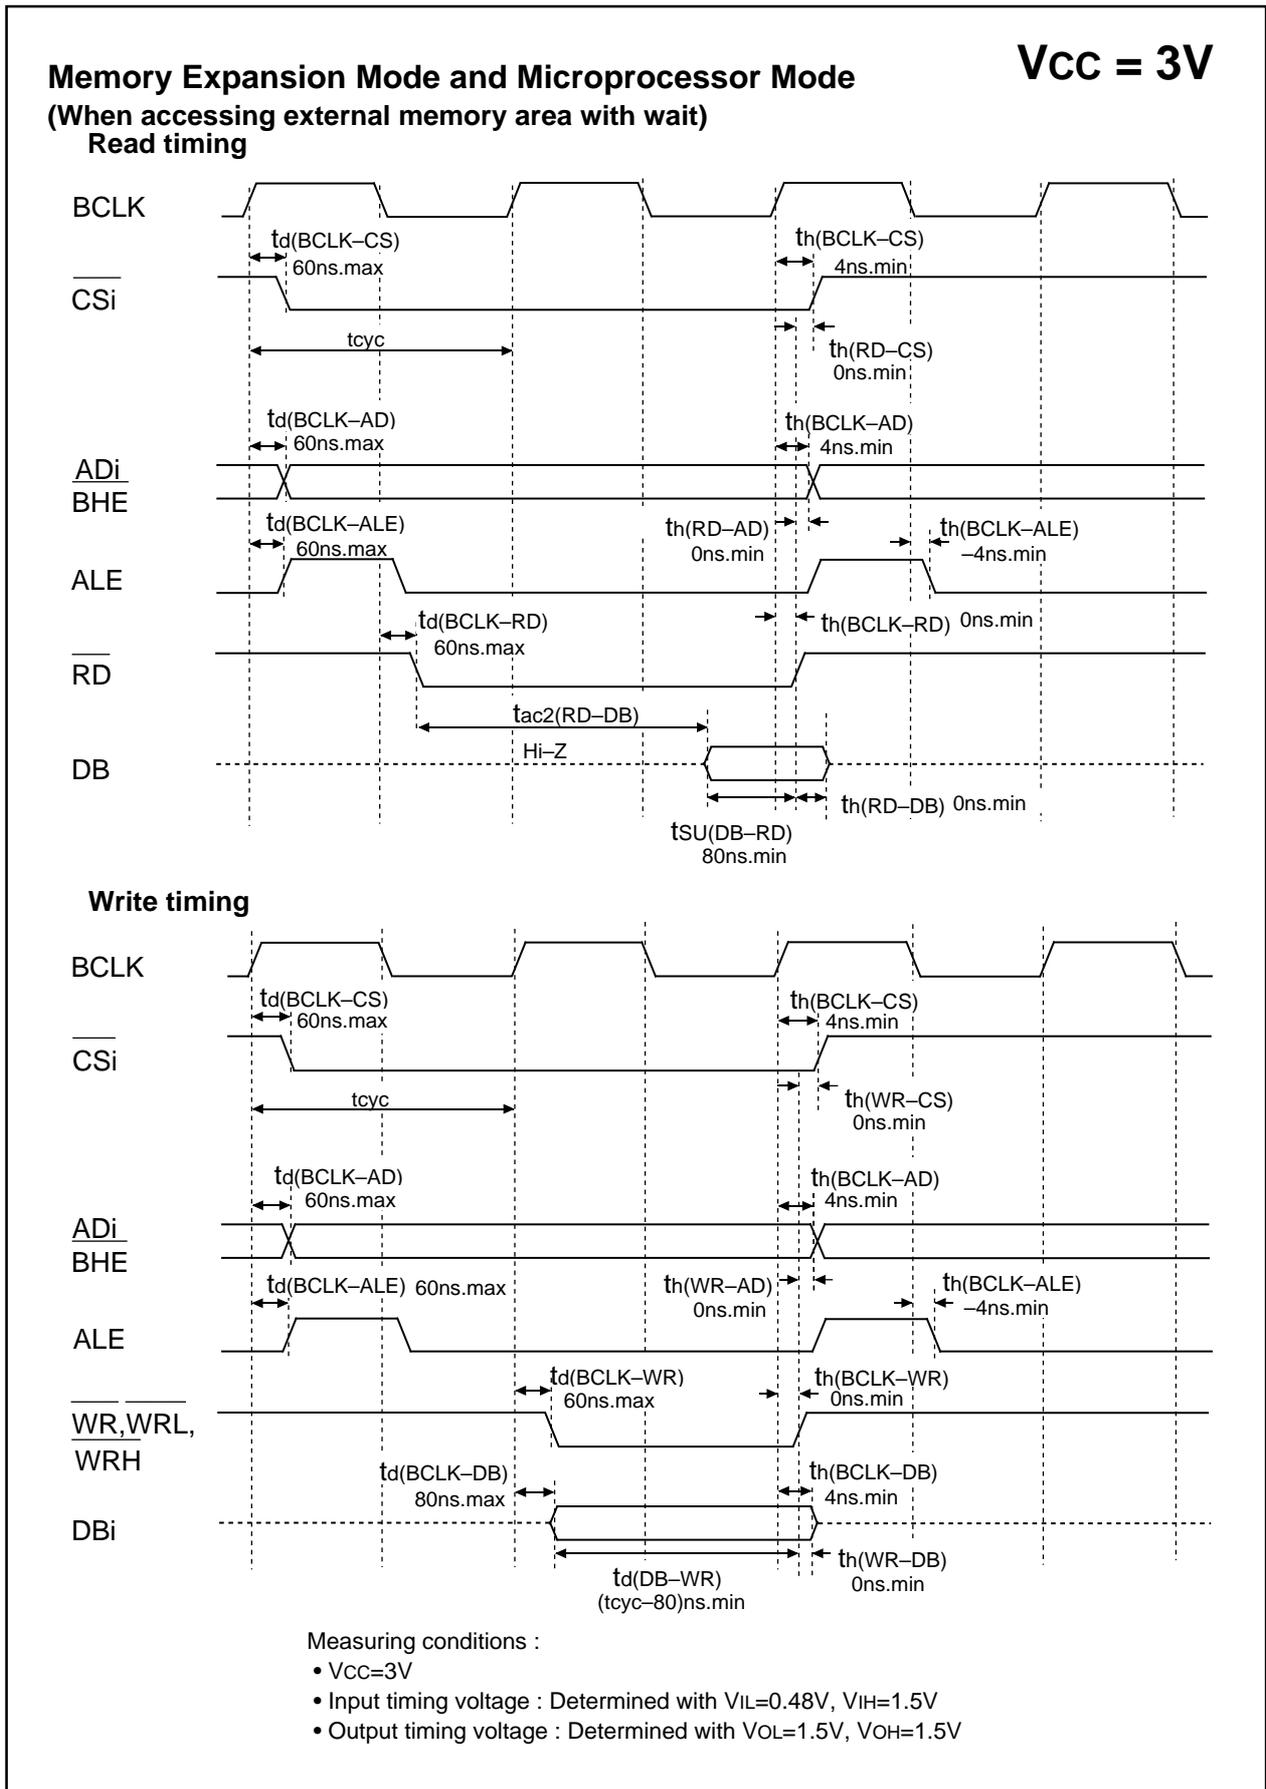 VCC = 3V
Memory Expansion Mode and Microprocessor Mode
(When accessing external memory area with wait)
Read timing
BCLK
td(BCLK–CS)
60ns.max
th(BCLK–CS)
4ns.min
CSi
tcyc
th(RD–CS)
0ns.min
td(BCLK–AD)
60ns.max
th(BCLK–AD)
4ns.min
ADi
BHE
td(BCLK–ALE)
60ns.max
th(RD–AD)
0ns.min
th(BCLK–ALE)
–4ns.min
ALE
td(BCLK–RD)
60ns.max
th(BCLK–RD) 0ns.min
RD
tac2(RD–DB)
Hi–Z
DB
th(RD–DB) 0ns.min
tSU(DB–RD)
80ns.min
Write timing
BCLK
td(BCLK–CS)
60ns.max
th(BCLK–CS)
4ns.min
CSi
tcyc
th(WR–CS)
0ns.min
td(BCLK–AD)
60ns.max
th(BCLK–AD)
4ns.min
ADi
BHE
td(BCLK–ALE) 60ns.max
th(WR–AD)
0ns.min
th(BCLK–ALE)
–4ns.min
ALE
td(BCLK–WR)
60ns.max
th(BCLK–WR)
0ns.min
WR,WRL,
WRH
td(BCLK–DB)
80ns.max
th(BCLK–DB)
4ns.min
DBi
td(DB–WR)
(tcyc–80)ns.min
th(WR–DB)
0ns.min
Measuring conditions :
• VCC=3V
• Input timing voltage : Determined with VIL=0.48V, VIH=1.5V
• Output timing voltage : Determined with VOL=1.5V, VOH=1.5V